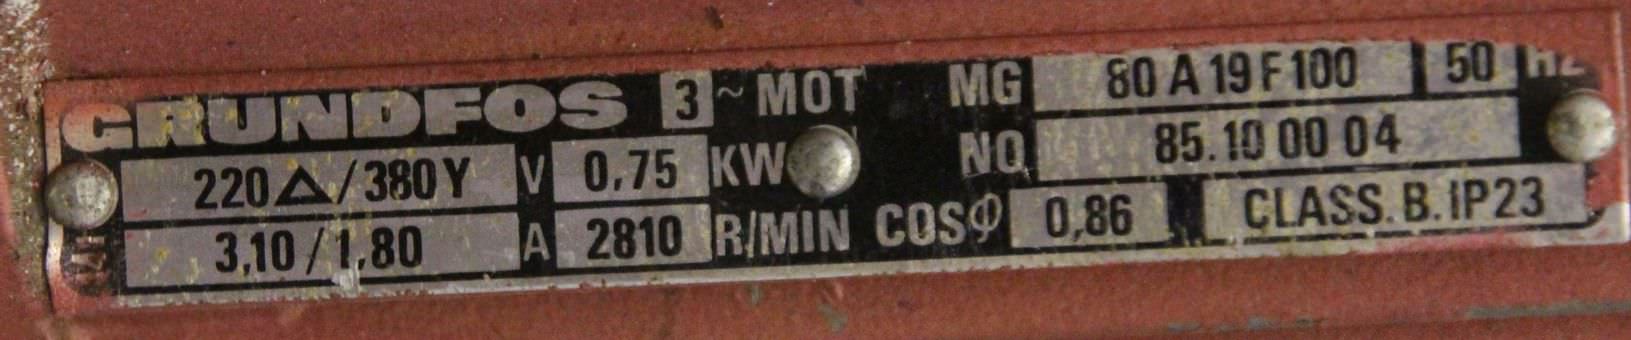 GRUNDFOS 3 ~ MOT MG 80 A 19 F 100 50 HZ
220 △ / 380 Y V 0,75 KW NO 85.10 00 04
3,10 / 1,80 A 2810 R/MIN COSφ 0,86 CLASS. B. IP23